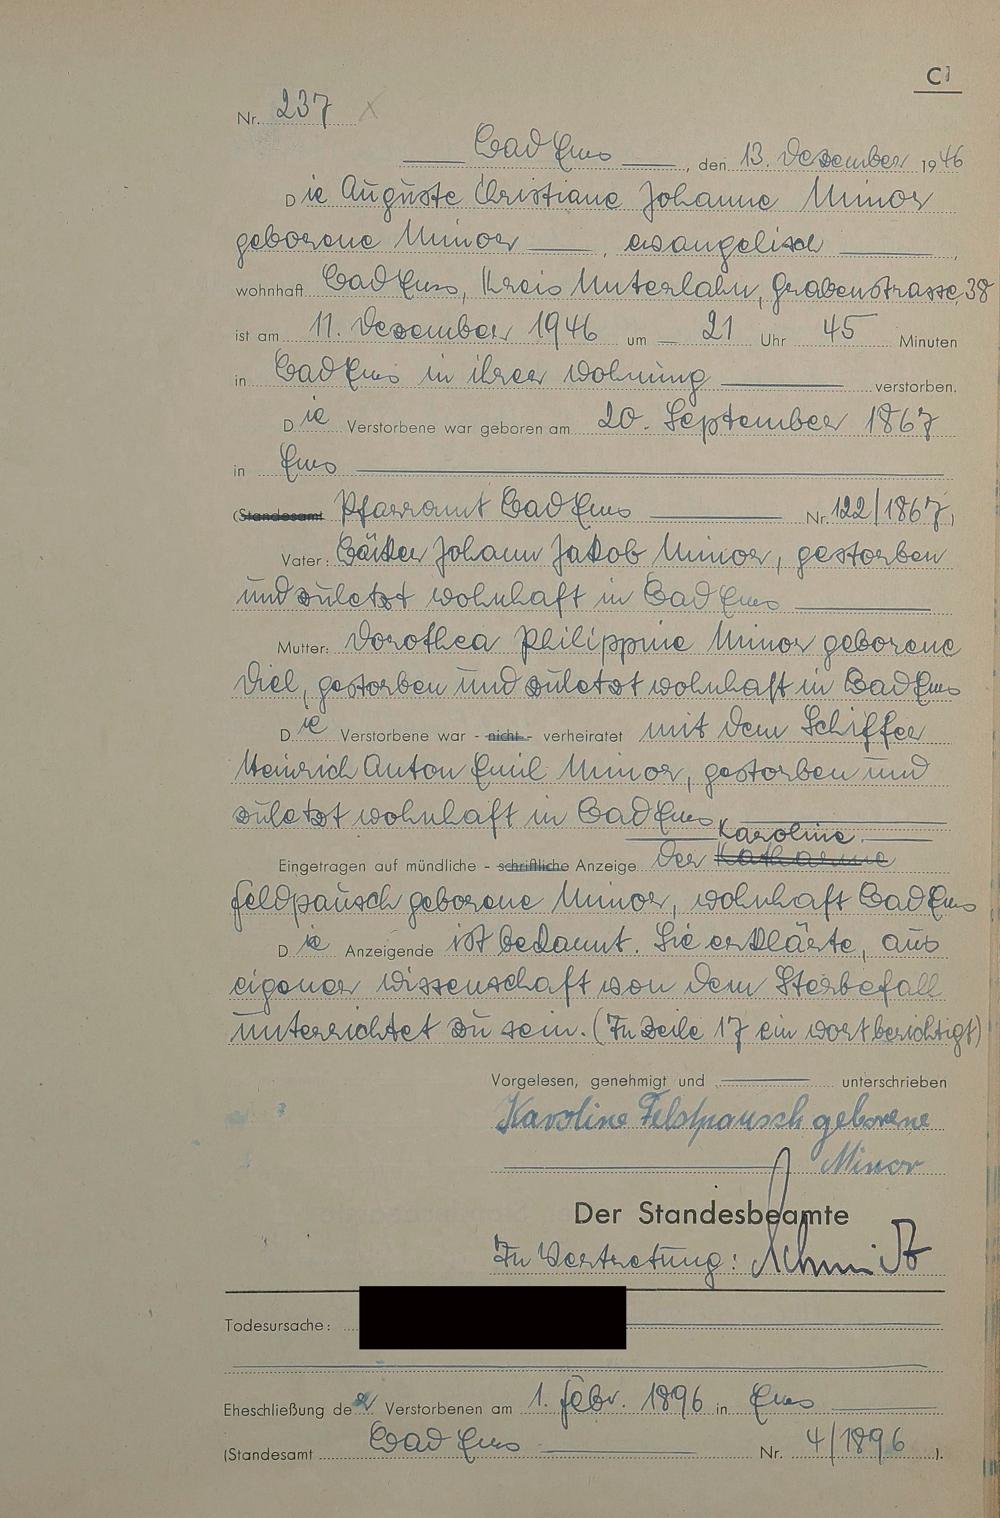 C1
Nr. 237
Bad Ems, den 13. Dezember 1946
Die Auguste Christiane Johanne Minor
geborene Minor, evangelisch,
wohnhaft Bad Ems, Kreis Unterlahn, Grabenstrasse 38
ist am 11. Dezember 1946 um 21 Uhr 45 Minuten
in Bad Ems in ihrer Wohnung verstorben.
Die Verstorbene war geboren am 20. September 1867
in Ems
(Standesamt Pfarramt Bad Ems Nr. 122/1867)
Vater: Johann Jakob Minor, gestorben
und zuletzt wohnhaft in Bad Ems
Mutter: Dorothea Philippine Minor geborene
Diel, gestorben und zuletzt wohnhaft in Bad Ems
Die Verstorbene war - nicht - verheiratet mit dem Schiffer
Heinrich Anton Emil Minor, gestorben und
zuletzt wohnhaft in Bad Ems
Karoline
Eingetragen auf mündliche - schriftliche Anzeige der Katharine
Feldpausch geborene Minor, wohnhaft Bad Ems
Die Anzeigende ist bekannt. Sie erklärte, aus
eigener Wissenschaft von dem Sterbefall
unterrichtet zu sein. (In Zeile 17 ein Wort berichtigt)
Vorgelesen, genehmigt und unterschrieben
Karoline Feldpausch geborene
Minor
Der Standesbeamte
In Vertretung: Schmidt
Todesursache:
Eheschließung der Verstorbenen am 1. Febr. 1896 in Ems
(Standesamt Bad Ems Nr. 4/1896).